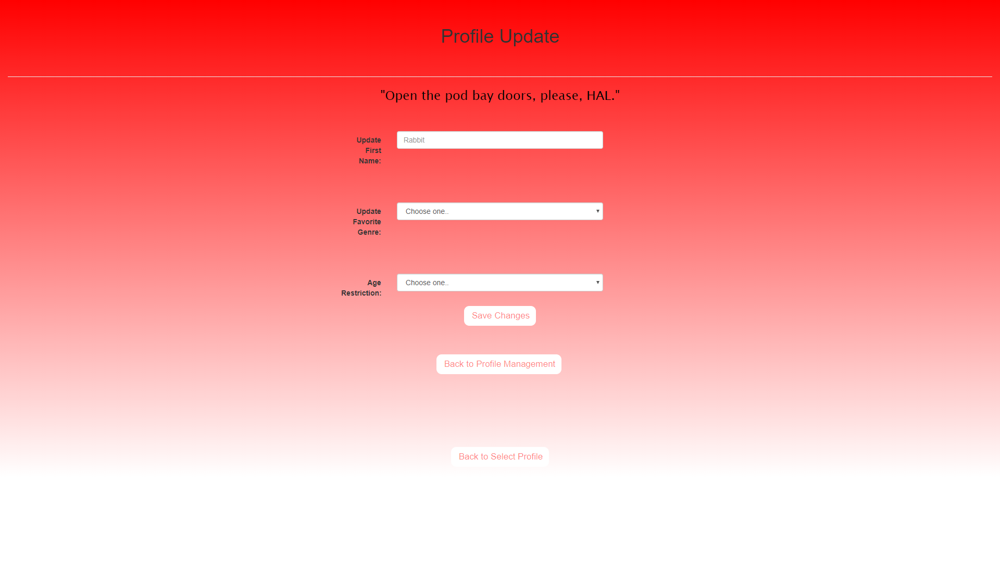 Profile Update
"Open the pod bay doors, please, HAL."
Update
First
Name:
Rabbit
Update
Favorite
Genre:
Choose one..
Age
Restriction:
Choose one..
Save Changes
Back to Profile Management
Back to Select Profile